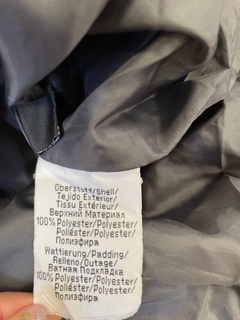 Oberstoff/Shell/
Tejido Exterior/
Tissu Extérieur/
Верхний Материал
100% Polyester/Polyester/
Poliéster/Polyester/
Полиэфира
Wattierung/Padding/
Relleno/Outage/
Ватная Подкладка
100% Polyester/Polyester/
Poliéster/Polyester/
Полиэфира